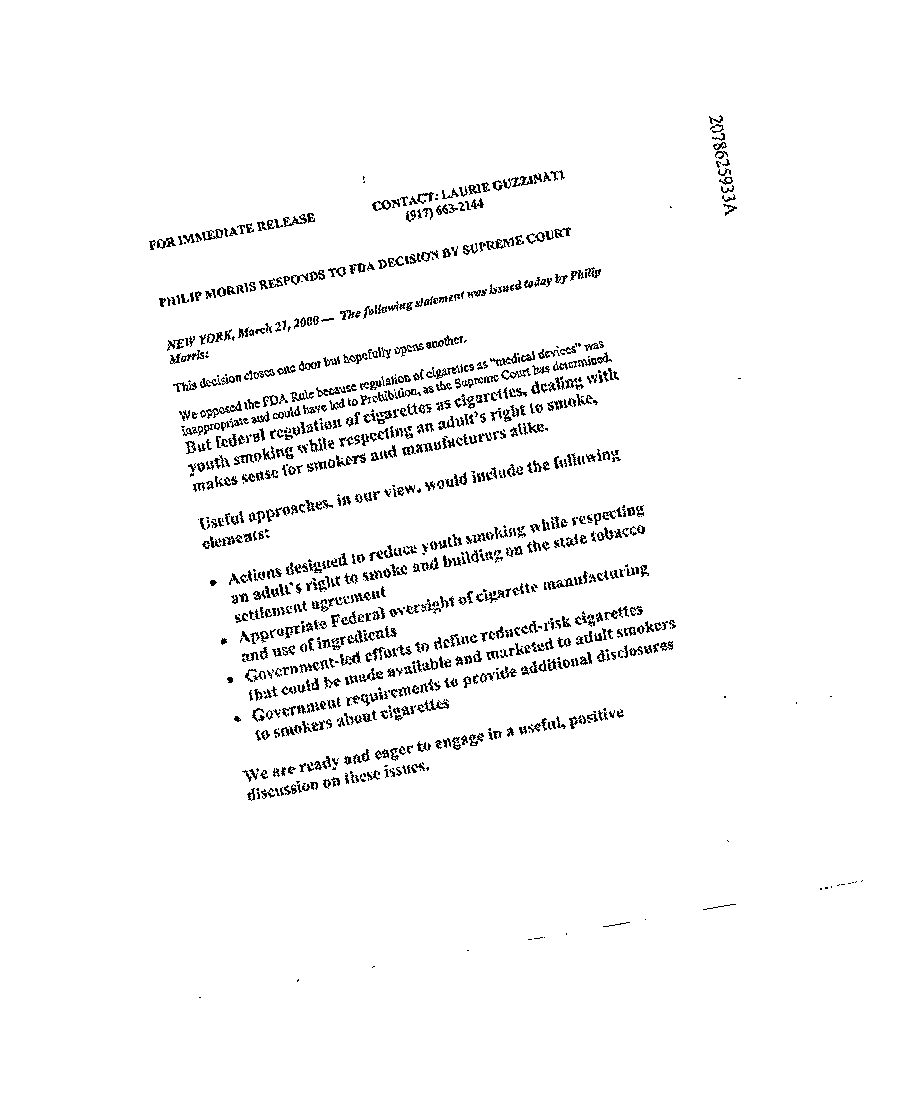 2078625933A
FOR IMMEDIATE RELEASE
CONTACT: LAURIE GUZZINATI
(917) 663-2144
PHILIP MORRIS RESPONDS TO FDA DECISION BY SUPREME COURT
NEW YORK, March 21, 2000 — The following statement was issued today by Philip
Morris:
This decision closes one door but hopefully opens another.
We opposed the FDA Rule because regulation of cigarettes as "medical devices" was
inappropriate and could have led to Prohibition, as the Supreme Court has determined.
But federal regulation of cigarettes as cigarettes, dealing with
youth smoking while respecting an adult's right to smoke,
makes sense for smokers and manufacturers alike.
Useful approaches, in our view, would include the following
elements:
• Actions designed to reduce youth smoking while respecting
an adult's right to smoke and building on the state tobacco
settlement agreement
• Appropriate Federal oversight of cigarette manufacturing
and use of ingredients
• Government-led efforts to define reduced-risk cigarettes
that could be made available and marketed to adult smokers
• Government requirements to provide additional disclosures
to smokers about cigarettes
We are ready and eager to engage in a useful, positive
discussion on these issues.